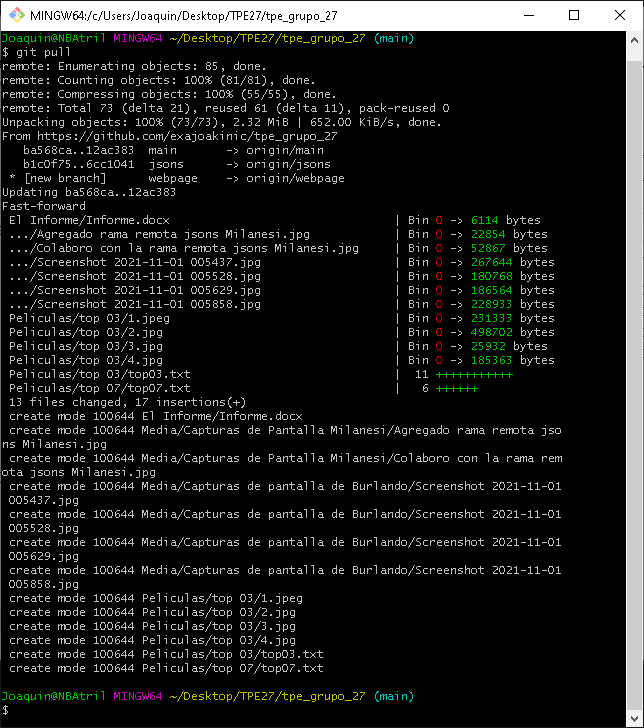 MINGW64:/c/Users/Joaquin/Desktop/TPE27/tpe_grupo_27
Joaquin@NBAtril MINGW64 ~/Desktop/TPE27/tpe_grupo_27 (main)
$ git pull
remote: Enumerating objects: 85, done.
remote: Counting objects: 100% (81/81), done.
remote: Compressing objects: 100% (55/55), done.
remote: Total 73 (delta 21), reused 61 (delta 11), pack-reused 0
Unpacking objects: 100% (73/73), 2.32 MiB | 652.00 KiB/s, done.
From https://github.com/exajoakinic/tpe_grupo_27
   ba568ca..12ac383  main       -> origin/main
   b1c0f75..6cc1041  jsons      -> origin/jsons
 * [new branch]      webpage    -> origin/webpage
Updating ba568ca..12ac383
Fast-forward
 El Informe/Informe.docx                            | Bin 0 -> 6114 bytes
 .../Agregado rama remota jsons Milanesi.jpg        | Bin 0 -> 22854 bytes
 .../Colaboro con la rama remota jsons Milanesi.jpg | Bin 0 -> 52867 bytes
 .../Screenshot 2021-11-01 005437.jpg               | Bin 0 -> 267644 bytes
 .../Screenshot 2021-11-01 005528.jpg               | Bin 0 -> 180768 bytes
 .../Screenshot 2021-11-01 005629.jpg               | Bin 0 -> 186564 bytes
 .../Screenshot 2021-11-01 005858.jpg               | Bin 0 -> 228933 bytes
 Peliculas/top 03/1.jpeg                            | Bin 0 -> 231333 bytes
 Peliculas/top 03/2.jpg                             | Bin 0 -> 498702 bytes
 Peliculas/top 03/3.jpg                             | Bin 0 -> 25932 bytes
 Peliculas/top 03/4.jpg                             | Bin 0 -> 185363 bytes
 Peliculas/top 03/top03.txt                         |  11 +++++++++++
 Peliculas/top 07/top07.txt                         |   6 ++++++
 13 files changed, 17 insertions(+)
 create mode 100644 El Informe/Informe.docx
 create mode 100644 Media/Capturas de Pantalla Milanesi/Agregado rama remota jso
ns Milanesi.jpg
 create mode 100644 Media/Capturas de Pantalla Milanesi/Colaboro con la rama rem
ota jsons Milanesi.jpg
 create mode 100644 Media/Capturas de pantalla de Burlando/Screenshot 2021-11-01
005437.jpg
 create mode 100644 Media/Capturas de pantalla de Burlando/Screenshot 2021-11-01
005528.jpg
 create mode 100644 Media/Capturas de pantalla de Burlando/Screenshot 2021-11-01
005629.jpg
 create mode 100644 Media/Capturas de pantalla de Burlando/Screenshot 2021-11-01
005858.jpg
 create mode 100644 Peliculas/top 03/1.jpeg
 create mode 100644 Peliculas/top 03/2.jpg
 create mode 100644 Peliculas/top 03/3.jpg
 create mode 100644 Peliculas/top 03/4.jpg
 create mode 100644 Peliculas/top 03/top03.txt
 create mode 100644 Peliculas/top 07/top07.txt
Joaquin@NBAtril MINGW64 ~/Desktop/TPE27/tpe_grupo_27 (main)
$